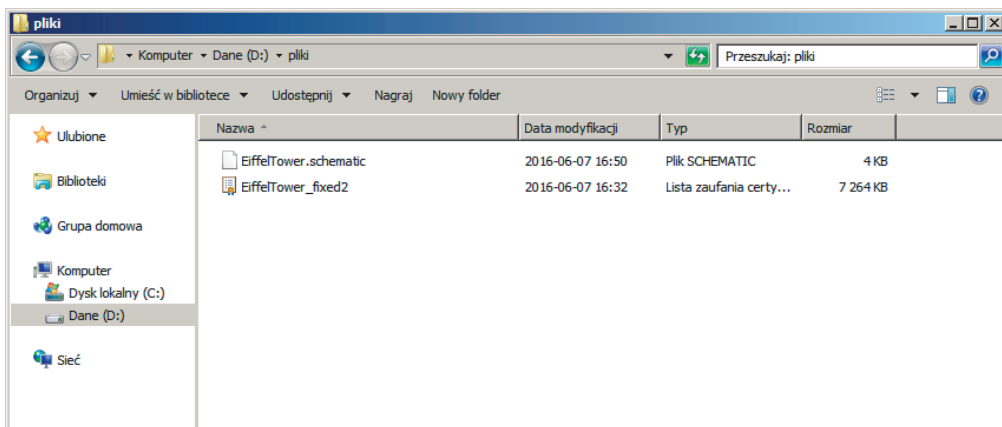 pliki
Komputer Dane (D:) pliki Przeszukaj: pliki
Organizuj Umieść w bibliotece Udostępnij Nagraj Nowy folder
Ulubione
Biblioteki
Grupa domowa
Komputer
Dysk lokalny (C:)
Dane (D:)
Sieć
Nazwa Data modyfikacji Typ Rozmiar
EiffelTower.schematic 2016-06-07 16:50 Plik SCHEMATIC 4 KB
EiffelTower_fixed2 2016-06-07 16:32 Lista zaufania certy... 7 264 KB